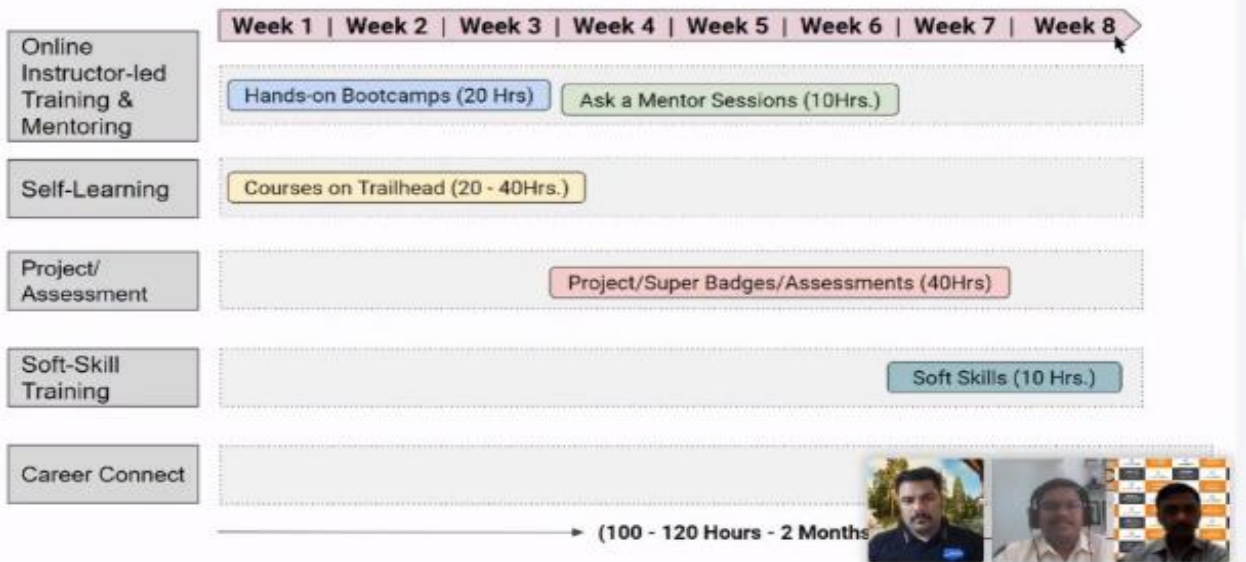 Week 1 | Week 2 | Week 3 | Week 4 | Week 5 | Week 6 | Week 7 | Week 8
Online
Instructor-led
Training &
Mentoring
Hands-on Bootcamps (20 Hrs)
Ask a Mentor Sessions (10Hrs.)
Self-Learning
Courses on Trailhead (20 - 40Hrs.)
Project/
Assessment
Project/Super Badges/Assessments (40Hrs)
Soft-Skill
Training
Soft Skills (10 Hrs.)
Career Connect
(100 - 120 Hours - 2 Months